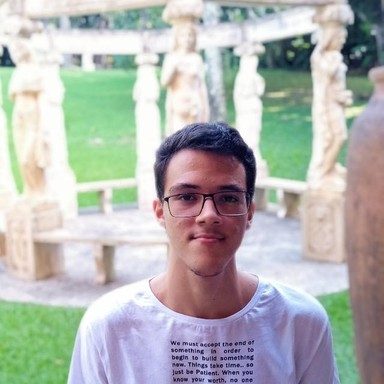 We must accept the end of
something in order to
begin to build something
new. Things take time.. so
just be Patient. When you
know your worth, no one